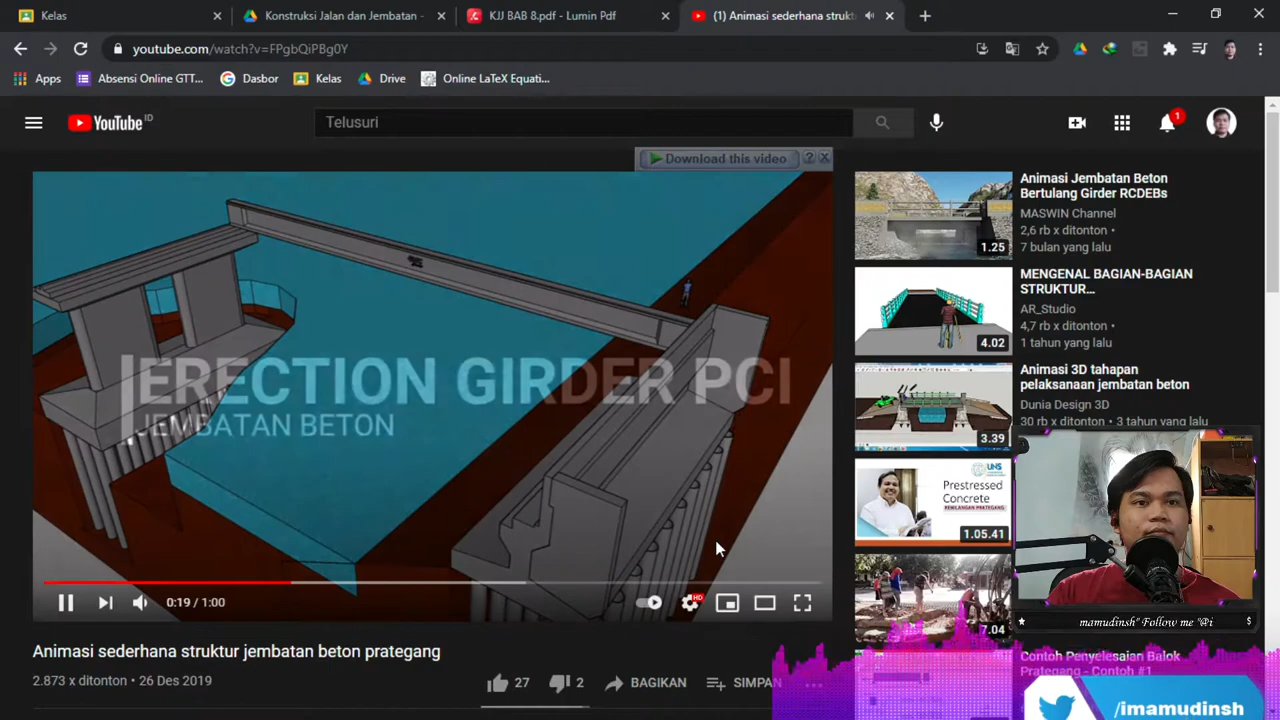 Kelas
Konstruksi Jalan dan Jembatan -
KJJ BAB 8.pdf - Lumin Pdf
(1) Animasi sederhana strukt
youtube.com/watch?v=FPgbQiPBg0Y
Apps
Absensi Online GTT...
Dasbor
Kelas
Drive
Online LaTeX Equati...
YouTube ID
Telusuri
1
Download this video
ERECTION GIRDER PCI
JEMBATAN BETON
0:19 / 1:00
HD
Animasi sederhana struktur jembatan beton prategang
2.873 x ditonton • 26 Des 2019
27
2
BAGIKAN
SIMPAN
Animasi Jembatan Beton
Bertulang Girder RCDEBs
MASWIN Channel
2,6 rb x ditonton •
7 bulan yang lalu
1.25
MENGENAL BAGIAN-BAGIAN
STRUKTUR...
AR_Studio
4,7 rb x ditonton •
1 tahun yang lalu
4.02
Animasi 3D tahapan
pelaksanaan jembatan beton
Dunia Design 3D
30 rb x ditonton • 3 tahun yang lalu
3.39
UNS
Prestressed
Concrete
1.05.41
7.04
Contoh Penyelesaian Balok
Prategang - Contoh #1
mamudinsh" Follow me "@i
/imamudinsh